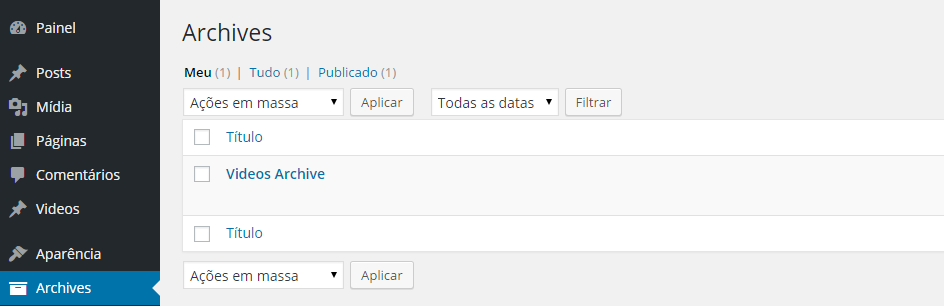 Painel
Posts
Mídia
Páginas
Comentários
Videos
Aparência
Archives
Archives
Meu (1) | Tudo (1) | Publicado (1)
Ações em massa Aplicar Todas as datas Filtrar
Título
Videos Archive
Título
Ações em massa Aplicar